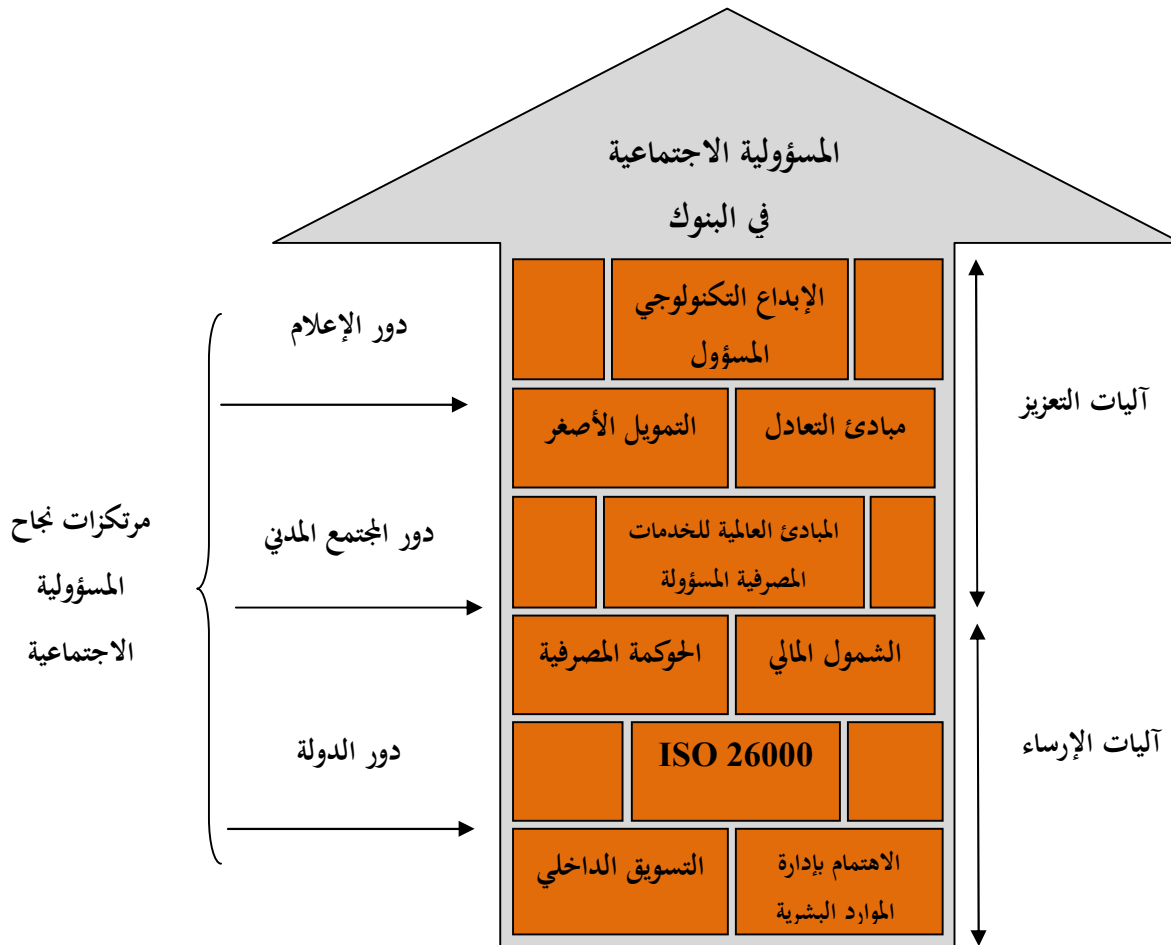 المسؤولية الاجتماعية
في البنوك
الإبداع التكنولوجي
المسؤول
دور الإعلام
آليات التعزيز
مبادئ التعادل
التمويل الأصغر
المبادئ العالمية للخدمات
المصرفية المسؤولة
دور المجتمع المدني
مرتكزات نجاح
المسؤولية
الاجتماعية
الشمول المالي
الحوكمة المصرفية
آليات الإرساء
ISO 26000
دور الدولة
الاهتمام بإدارة
الموارد البشرية
التسويق الداخلي